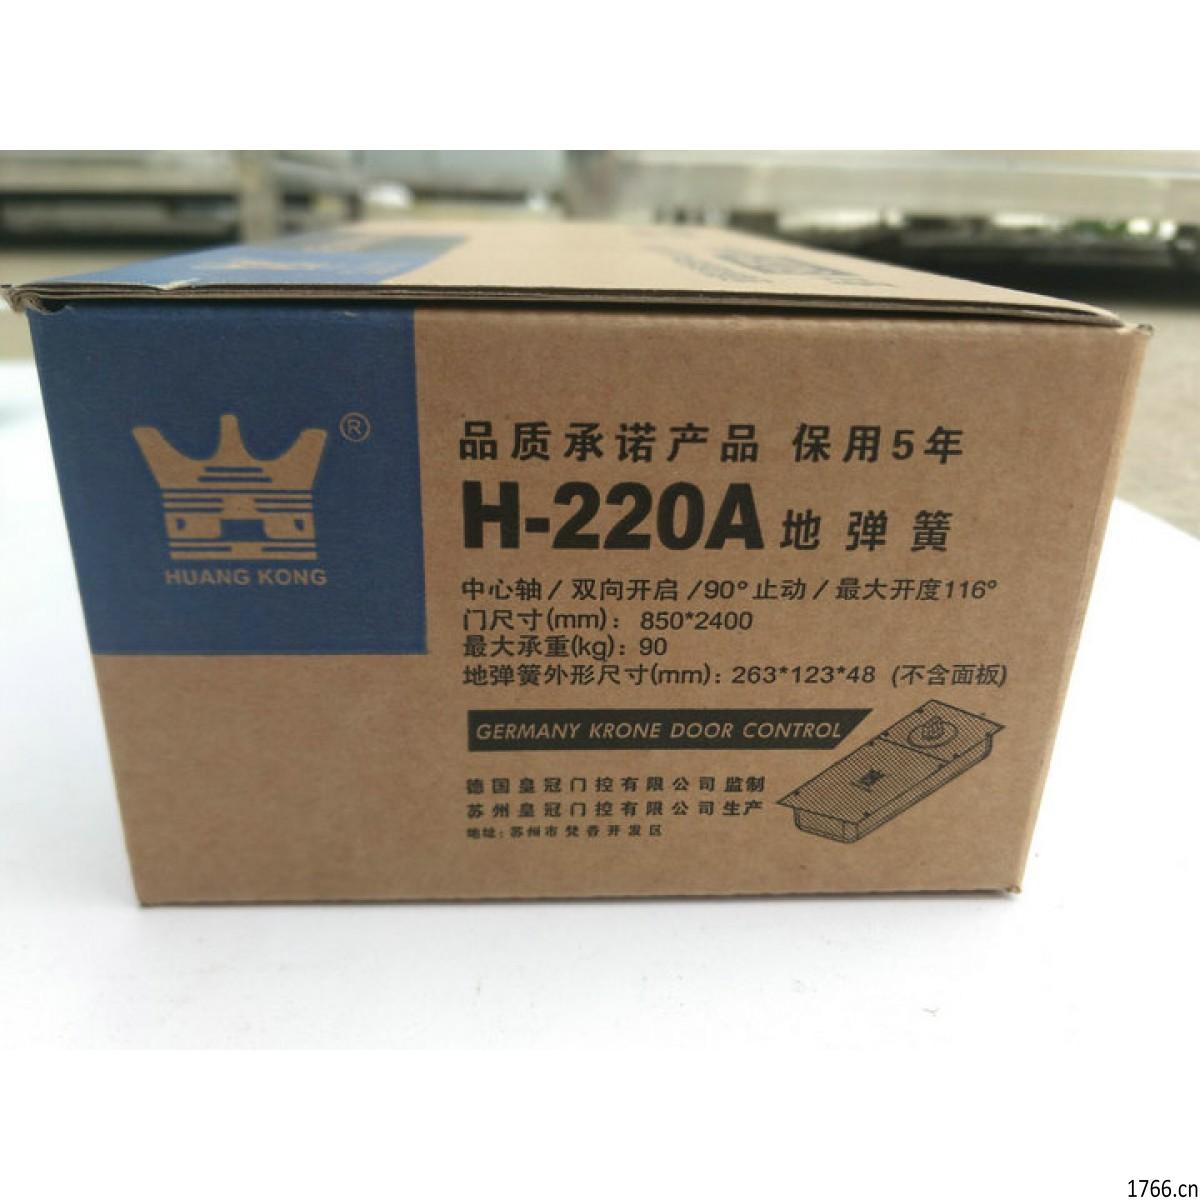 ®
HUANG KONG
品质承诺产品 保用5年
H-220A 地弹簧
中心轴/双向开启/90°止动/最大开度116°
门尺寸(mm)：850*2400
最大承重(kg)：90
地弹簧外形尺寸(mm)：263*123*48 (不含面板)
GERMANY KRONE DOOR CONTROL
德国皇冠门控有限公司监制
苏州皇冠门控有限公司生产
地址：苏州市梵香开发区
1766.cn